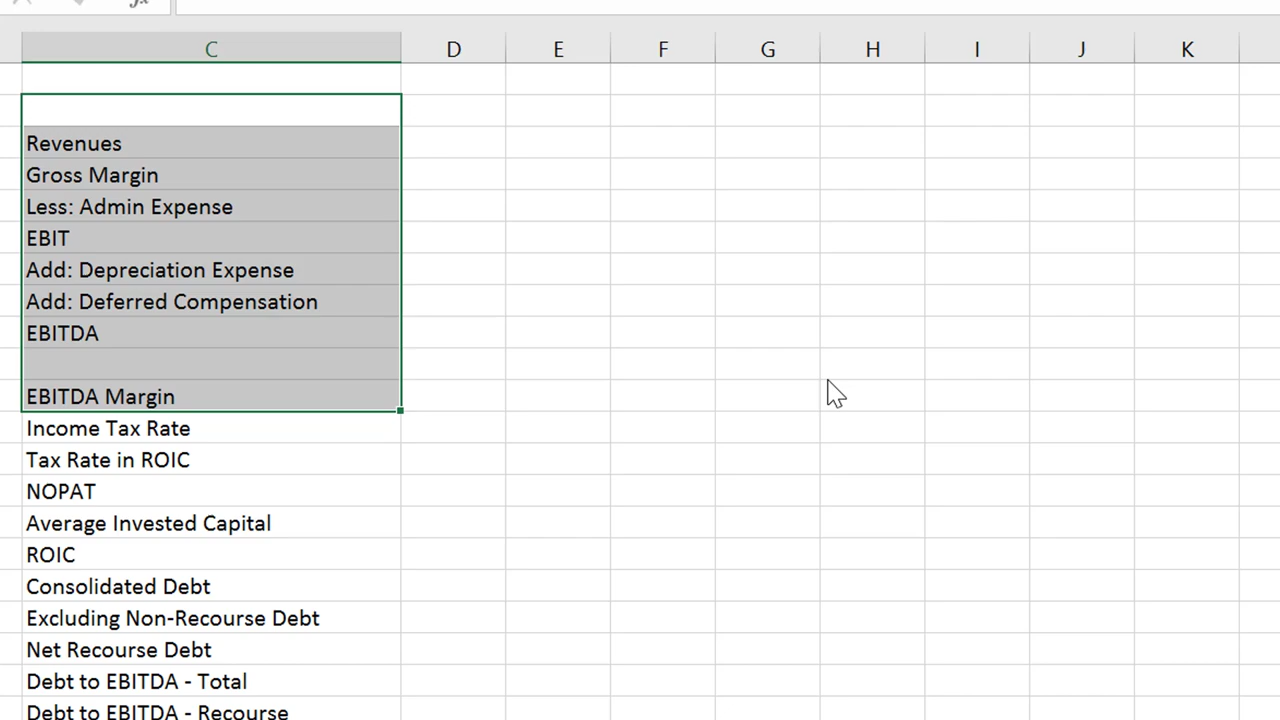 fx
C D E F G H I J K
Revenues
Gross Margin
Less: Admin Expense
EBIT
Add: Depreciation Expense
Add: Deferred Compensation
EBITDA
EBITDA Margin
Income Tax Rate
Tax Rate in ROIC
NOPAT
Average Invested Capital
ROIC
Consolidated Debt
Excluding Non-Recourse Debt
Net Recourse Debt
Debt to EBITDA - Total
Debt to EBITDA - Recourse